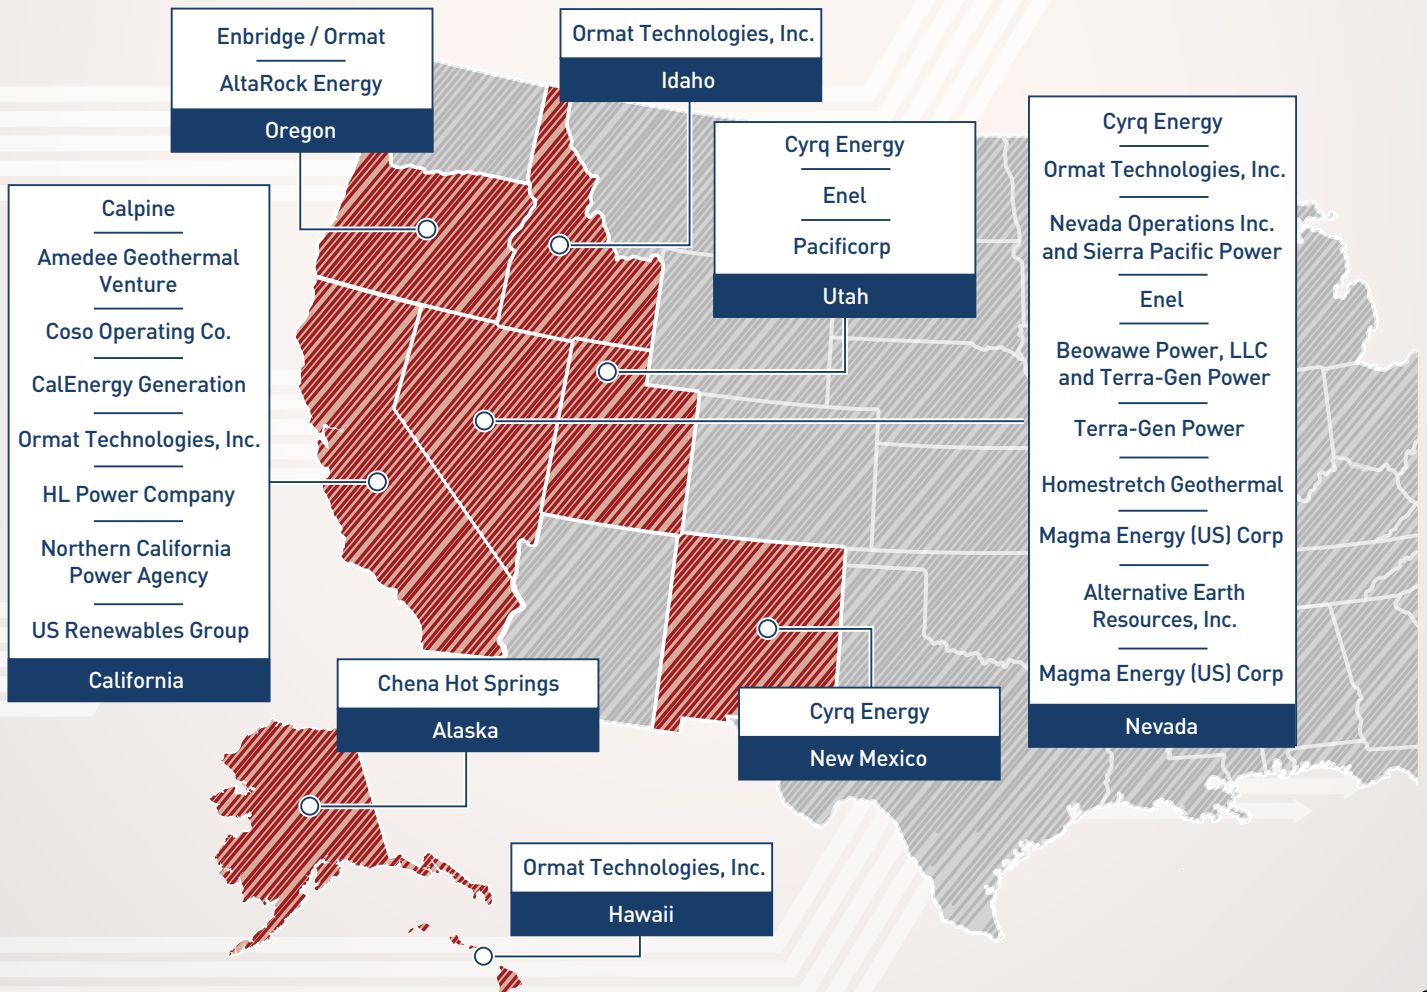 Enbridge / Ormat
AltaRock Energy
Oregon
Ormat Technologies, Inc.
Idaho
Cyrq Energy
Enel
Pacificorp
Utah
Cyrq Energy
Ormat Technologies, Inc.
Nevada Operations Inc.
and Sierra Pacific Power
Enel
Beowawe Power, LLC
and Terra-Gen Power
Terra-Gen Power
Homestretch Geothermal
Magma Energy (US) Corp
Alternative Earth
Resources, Inc.
Magma Energy (US) Corp
Nevada
Calpine
Amedee Geothermal
Venture
Coso Operating Co.
CalEnergy Generation
Ormat Technologies, Inc.
HL Power Company
Northern California
Power Agency
US Renewables Group
California
Chena Hot Springs
Alaska
Cyrq Energy
New Mexico
Ormat Technologies, Inc.
Hawaii